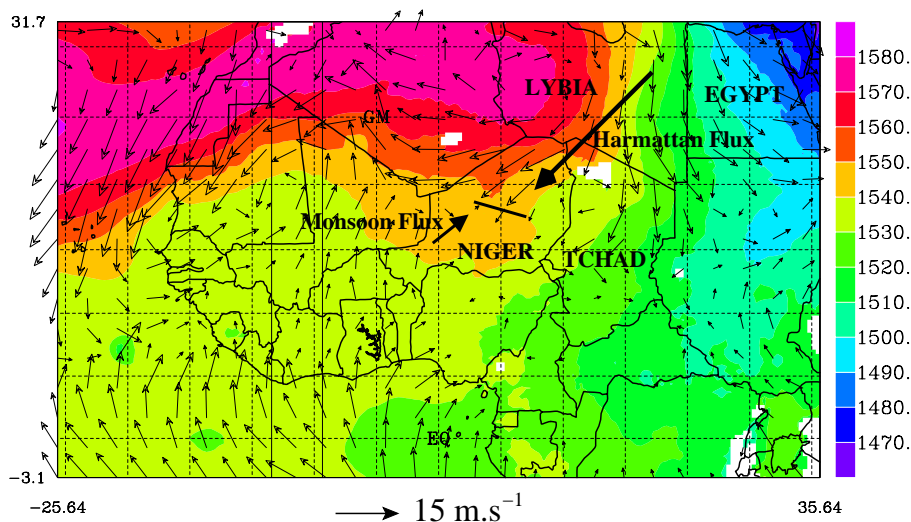 31.7
LYBIA
EGYPT
GM
Harmattan Flux
Monsoon Flux
NIGER
TCHAD
EQ
-3.1
-25.64
35.64
15 m.s⁻¹
1580.
1570.
1560.
1550.
1540.
1530.
1520.
1510.
1500.
1490.
1480.
1470.